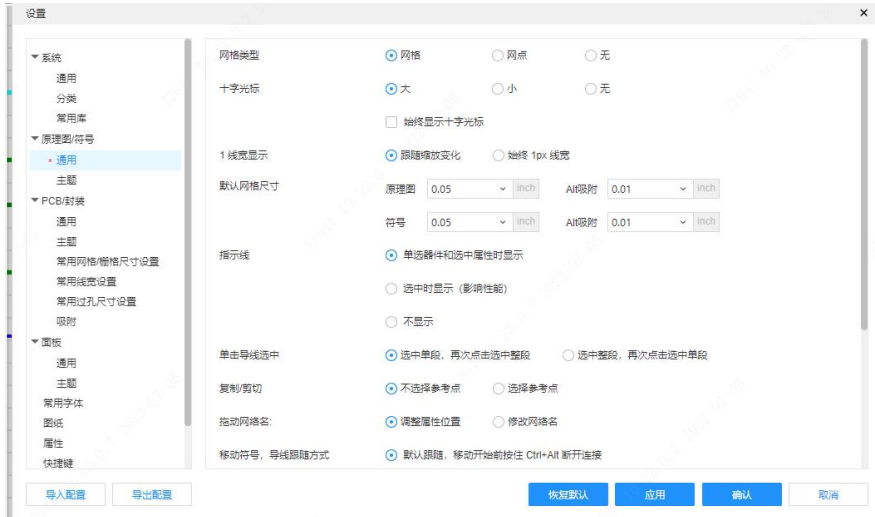 设置
系统
通用
分类
常用库
原理图/符号
通用
主题
PCB/封装
通用
主题
常用网格/栅格尺寸设置
常用线宽设置
常用过孔尺寸设置
吸附
面板
通用
主题
常用字体
图纸
属性
快捷键
网格类型 网格 网点 无
十字光标 大 小 无
始终显示十字光标
1 线宽显示 跟随缩放变化 始终 1px 线宽
默认网格尺寸 原理图 0.05 inch Alt吸附 0.01 inch
符号 0.05 inch Alt吸附 0.01 inch
指示线 单选器件和选中属性时显示
选中时显示（影响性能）
不显示
单击导线选中 选中单段，再次点击选中整段 选中整段，再次点击选中单段
复制/剪切 不选择参考点 选择参考点
拖动网络名: 调整属性位置 修改网络名
移动符号，导线跟随方式 默认跟随，移动开始前按住 Ctrl+Alt 断开连接
导入配置 导出配置 恢复默认 应用 确认 取消